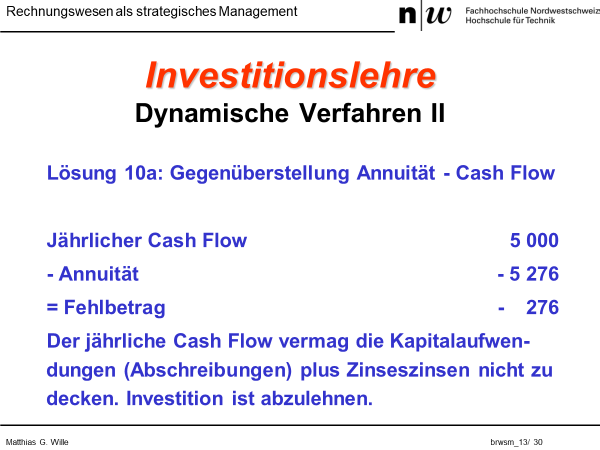 Rechnungswesen als strategisches Management
n|w
Fachhochschule Nordwestschweiz
Hochschule für Technik
Investitionslehre
Dynamische Verfahren II
Lösung 10a: Gegenüberstellung Annuität - Cash Flow
Jährlicher Cash Flow 5 000
- Annuität - 5 276
= Fehlbetrag - 276
Der jährliche Cash Flow vermag die Kapitalaufwen-
dungen (Abschreibungen) plus Zinseszinsen nicht zu
decken. Investition ist abzulehnen.
Matthias G. Wille brwsm_13/ 30